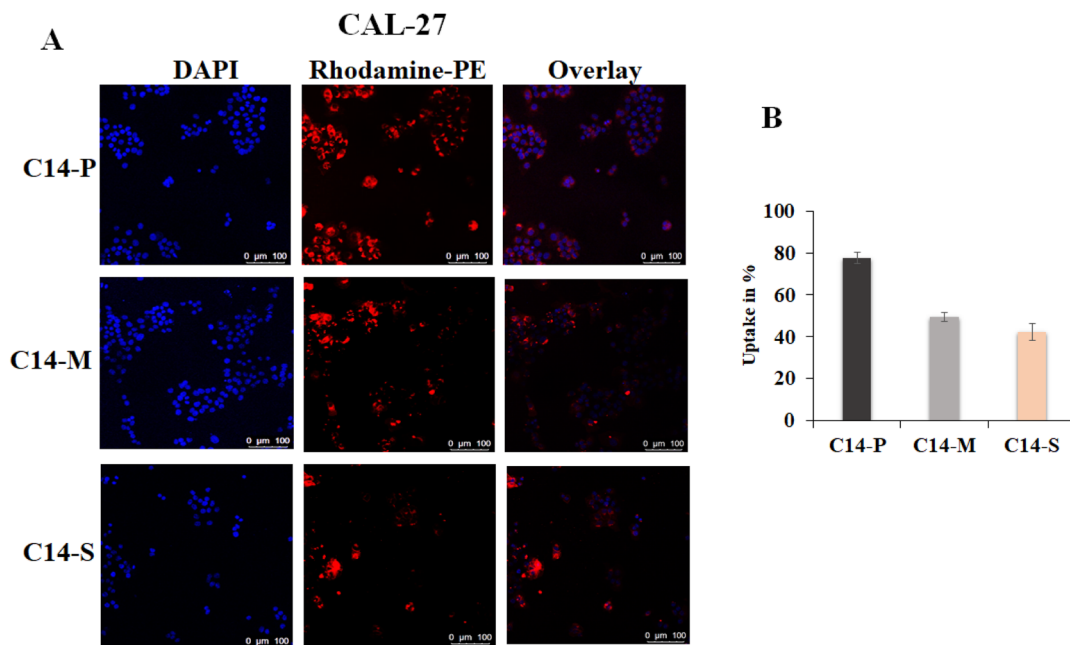 CAL-27
A
DAPI Rhodamine-PE Overlay
C14-P
0 µm 100 0 µm 100 0 µm 100
C14-M
0 µm 100 0 µm 100 0 µm 100
C14-S
0 µm 100 0 µm 100 0 µm 100
B
Uptake in %
100
80
60
40
20
0
C14-P C14-M C14-S